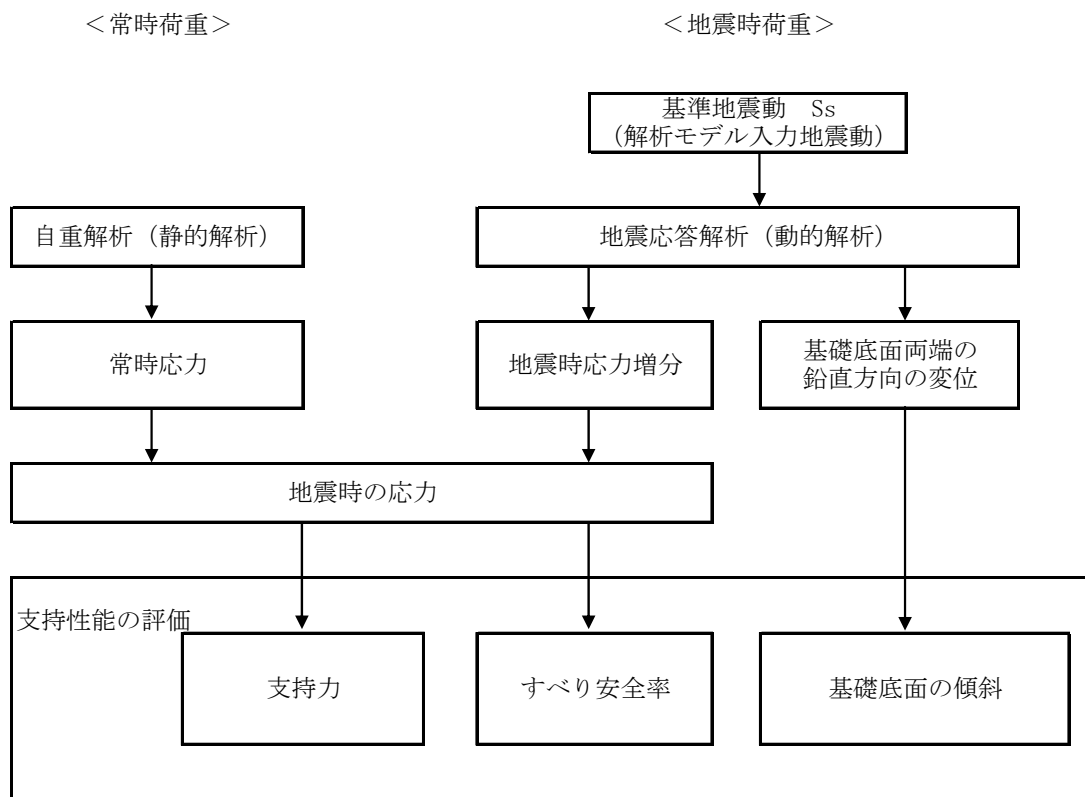 ＜常時荷重＞
＜地震時荷重＞
基準地震動　Ss
（解析モデル入力地震動）
自重解析（静的解析）
地震応答解析（動的解析）
常時応力
地震時応力増分
基礎底面両端の
鉛直方向の変位
地震時の応力
支持性能の評価
支持力
すべり安全率
基礎底面の傾斜